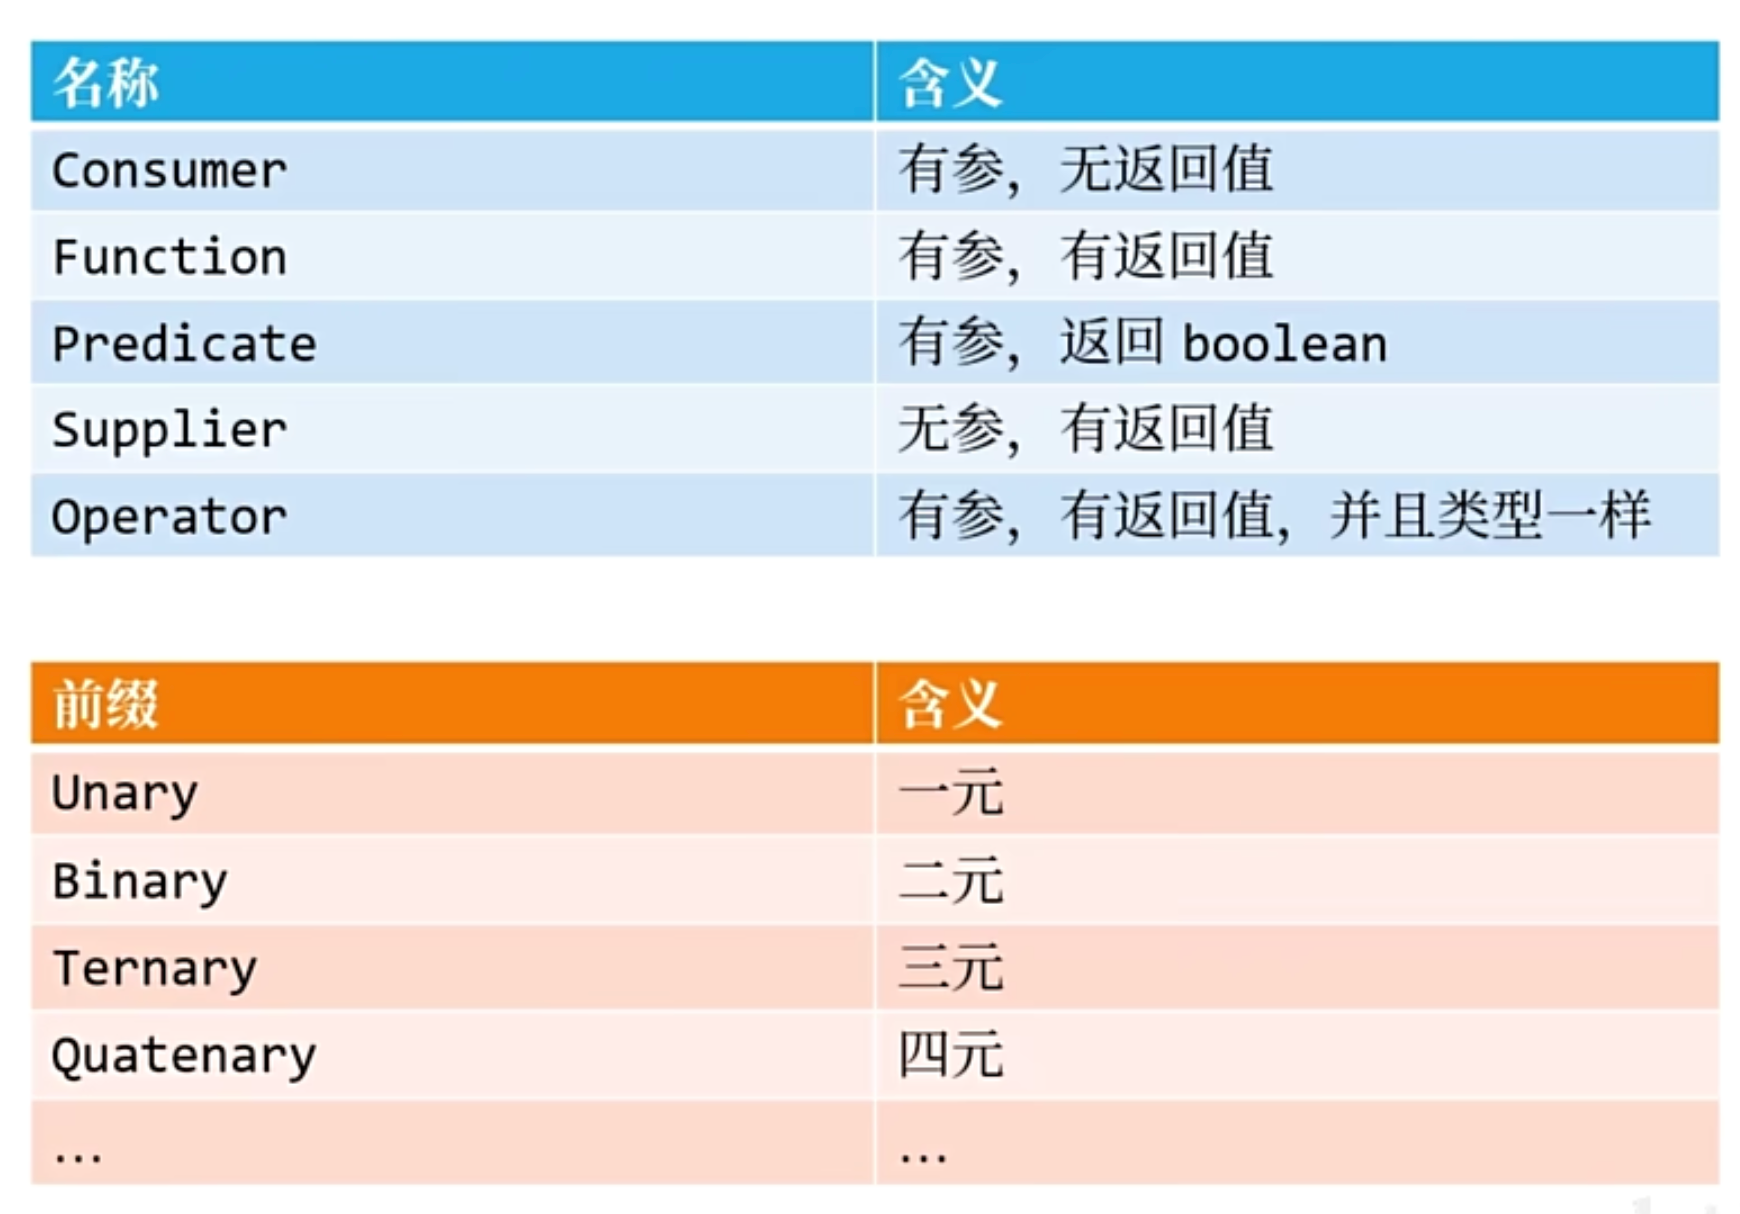 名称 含义
Consumer 有参，无返回值
Function 有参，有返回值
Predicate 有参，返回 boolean
Supplier 无参，有返回值
Operator 有参，有返回值，并且类型一样
前缀 含义
Unary 一元
Binary 二元
Ternary 三元
Quatenary 四元
… …